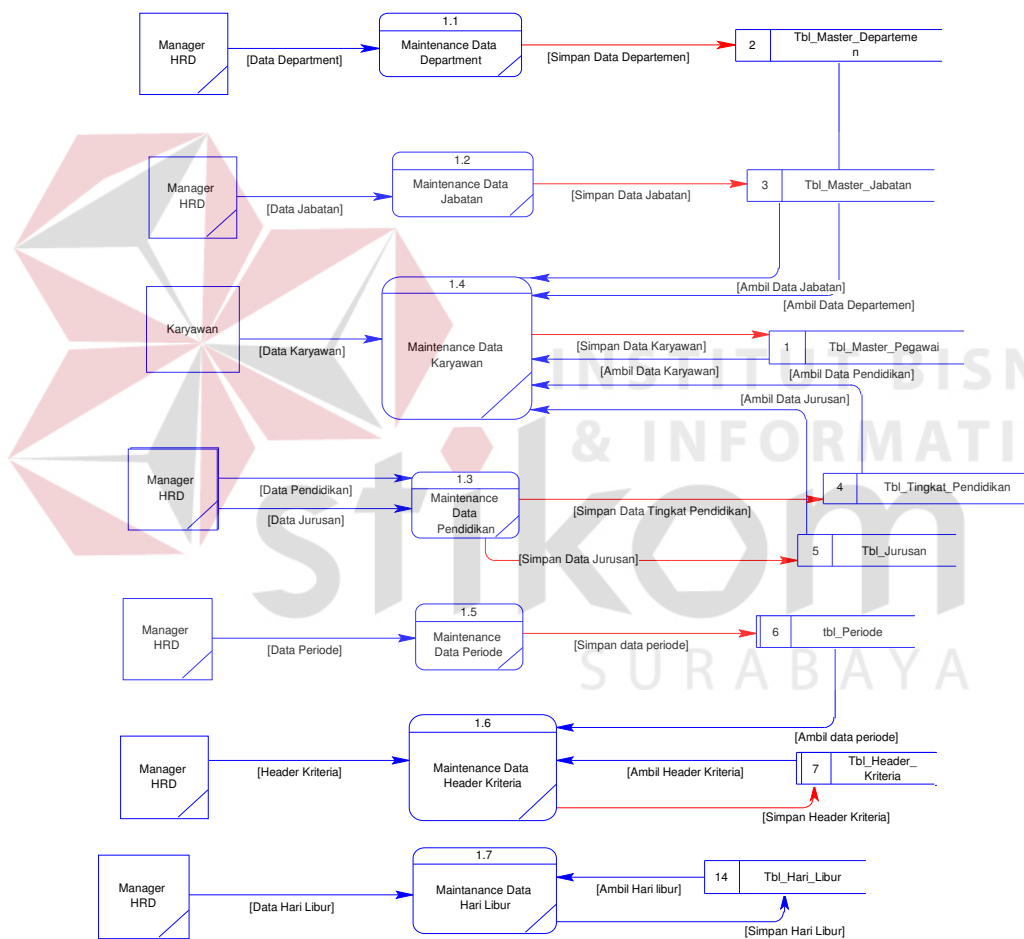 1.1
Manager
HRD
[Data Department]
Maintenance Data
Department
[Simpan Data Departemen]
2
Tbl_Master_Departeme
n
1.2
Manager
HRD
[Data Jabatan]
Maintenance Data
Jabatan
[Simpan Data Jabatan]
3
Tbl_Master_Jabatan
1.4
[Ambil Data Jabatan]
[Ambil Data Departemen]
Karyawan
[Data Karyawan]
Maintenance Data
Karyawan
[Simpan Data Karyawan]
1
Tbl_Master_Pegawai
[Ambil Data Karyawan]
[Ambil Data Pendidikan]
[Ambil Data Jurusan]
INSTITUT BISN
& INFORMATI
stikom
SURABAYA
1.3
Manager
HRD
[Data Pendidikan]
[Data Jurusan]
Maintenance
Data
Pendidikan
[Simpan Data Tingkat Pendidikan]
4
Tbl_Tingkat_Pendidikan
[Simpan Data Jurusan]
5
Tbl_Jurusan
1.5
Manager
HRD
[Data Periode]
Maintenance
Data Periode
[Simpan data periode]
6
tbl_Periode
1.6
[Ambil data periode]
Manager
HRD
[Header Kriteria]
Maintenance Data
Header Kriteria
[Ambil Header Kriteria]
7
Tbl_Header_
Kriteria
[Simpan Header Kriteria]
1.7
Manager
HRD
[Data Hari Libur]
Maintanance Data
Hari Libur
[Ambil Hari libur]
14
Tbl_Hari_Libur
[Simpan Hari Libur]